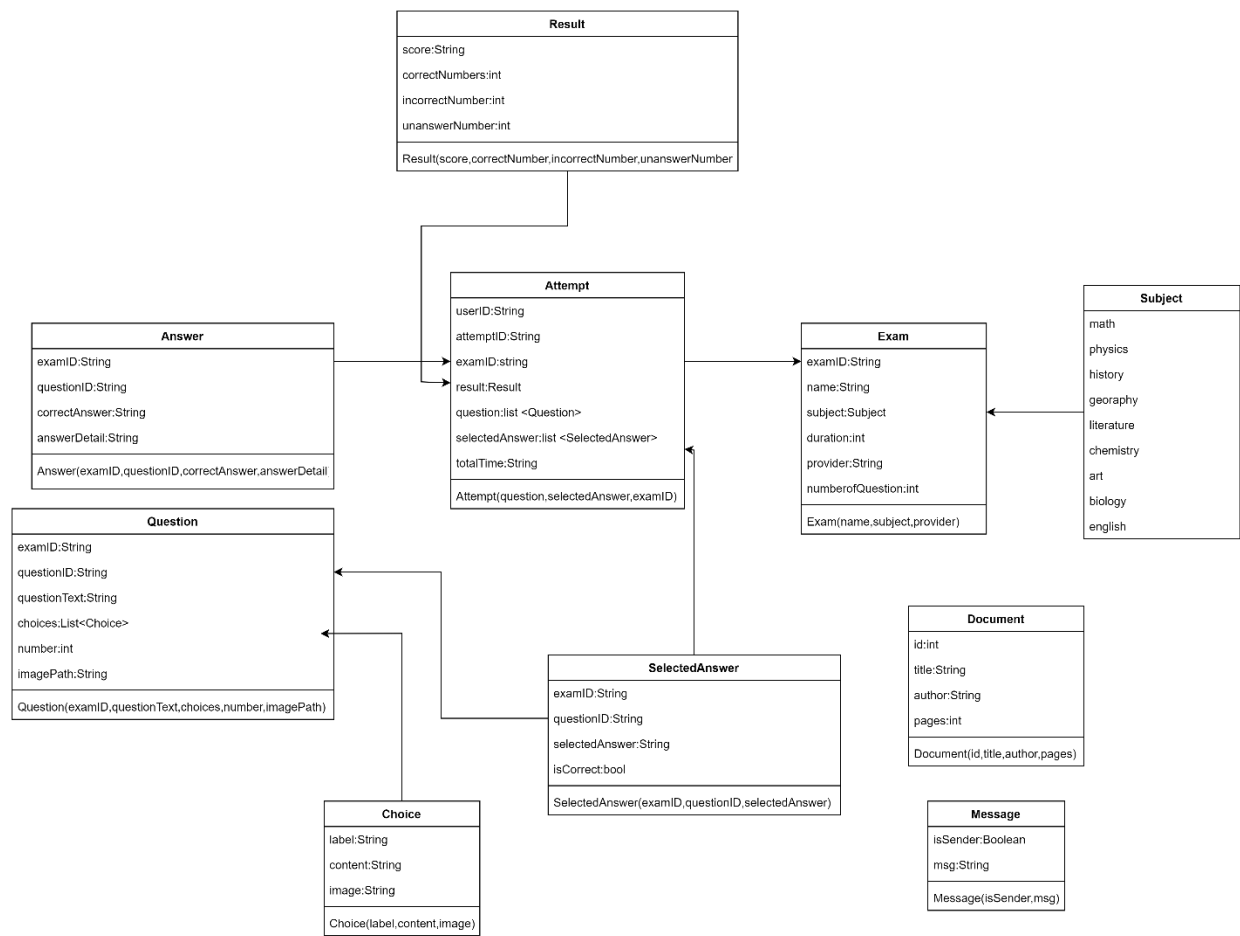 Result
score:String
correctNumbers:int
incorrectNumber:int
unanswerNumber:int
Result(score,correctNumber,incorrectNumber,unanswerNumber
Attempt
userID:String
attemptID:String
examID:string
result:Result
question:list <Question>
selectedAnswer:list <SelectedAnswer>
totalTime:String
Attempt(question,selectedAnswer,examID)
Subject
math
physics
history
georaphy
literature
chemistry
art
biology
english
Answer
examID:String
questionID:String
correctAnswer:String
answerDetail:String
Answer(examID,questionID,correctAnswer,answerDetail
Exam
examID:String
name:String
subject:Subject
duration:int
provider:String
numberofQuestion:int
Exam(name,subject,provider)
Question
examID:String
questionID:String
questionText:String
choices:List<Choice>
number:int
imagePath:String
Question(examID,questionText,choices,number,imagePath)
Document
id:int
title:String
author:String
pages:int
Document(id,title,author,pages)
SelectedAnswer
examID:String
questionID:String
selectedAnswer:String
isCorrect:bool
SelectedAnswer(examID,questionID,selectedAnswer)
Choice
label:String
content:String
image:String
Choice(label,content,image)
Message
isSender:Boolean
msg:String
Message(isSender,msg)